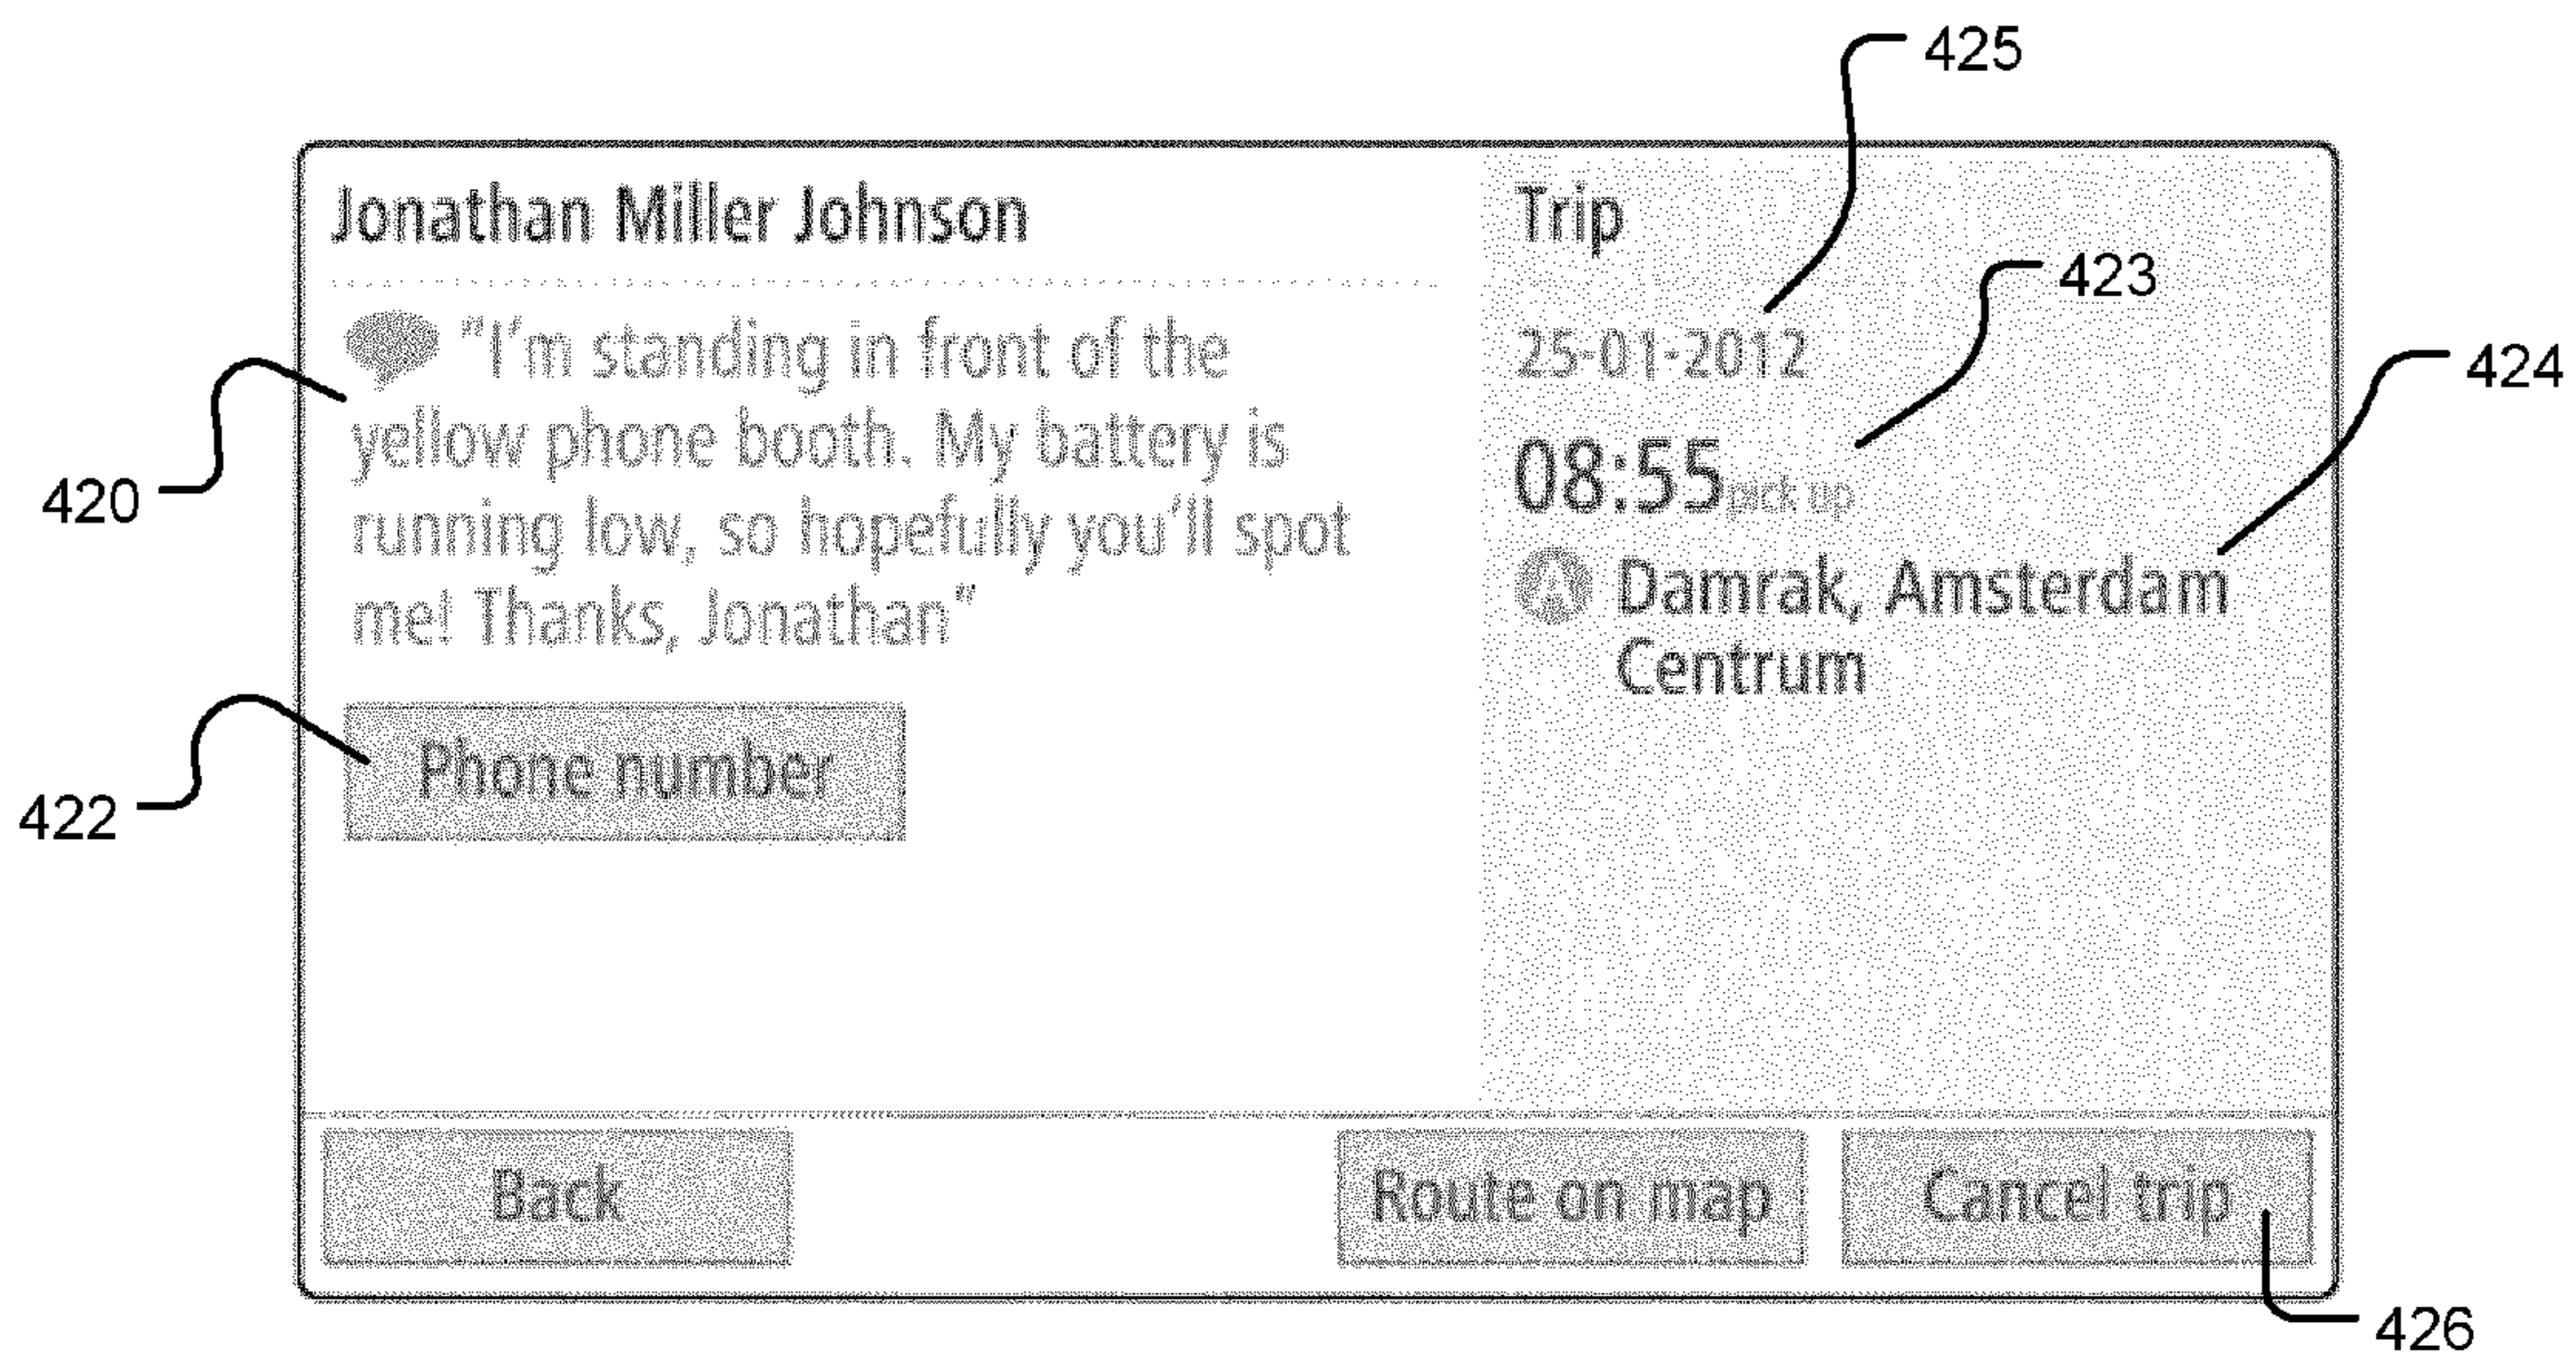 425
Jonathan Miller Johnson
Trip
423
25-01-2012
424
"I'm standing in front of the
yellow phone booth. My battery is
running low, so hopefully you'll spot
me! Thanks, Jonathan"
420
08:55 pick up
A Damrak, Amsterdam
Centrum
Phone number
422
Back
Route on map
Cancel trip
426